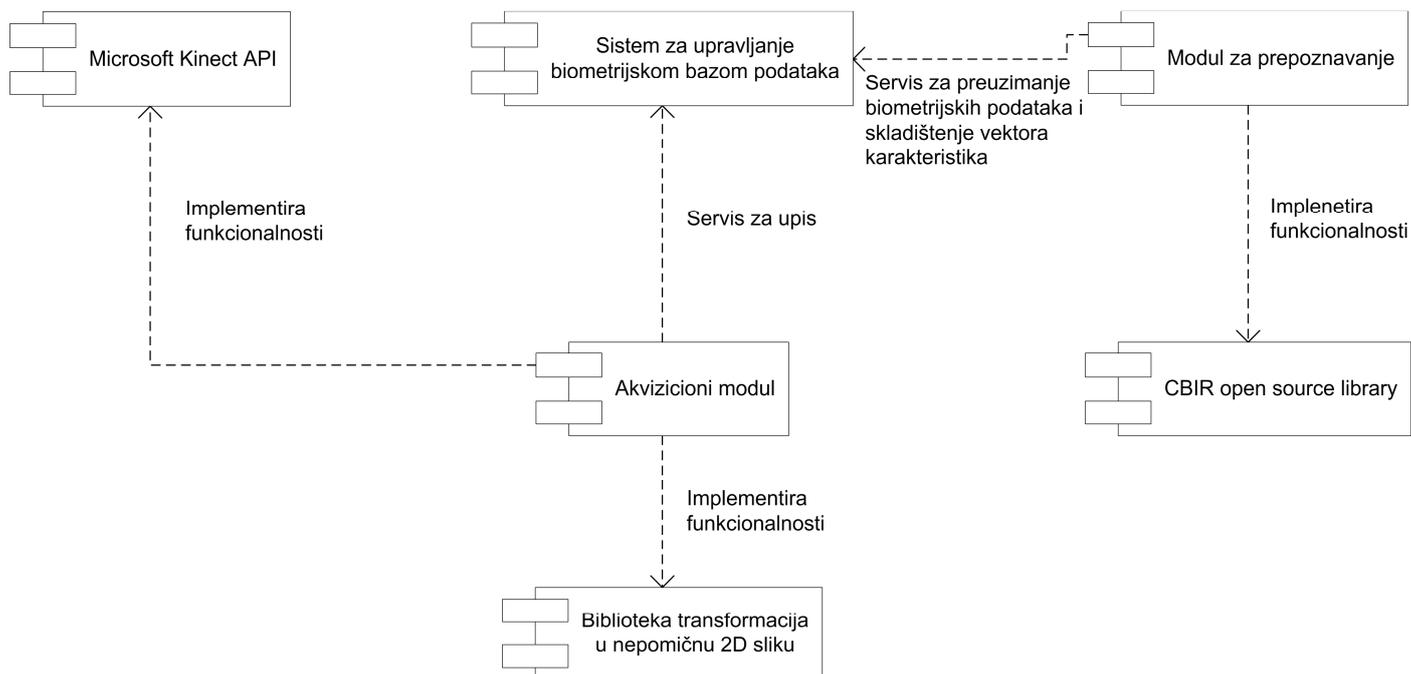 Microsoft Kinect API
Sistem za upravljanje
biometrijskom bazom podataka
Modul za prepoznavanje
Servis za preuzimanje
biometrijskih podataka i
skladištenje vektora
karakteristika
Implementira
funkcionalnosti
Servis za upis
Implenetira
funkcionalnosti
Akvizicioni modul
CBIR open source library
Implementira
funkcionalnosti
Biblioteka transformacija
u nepomičnu 2D sliku